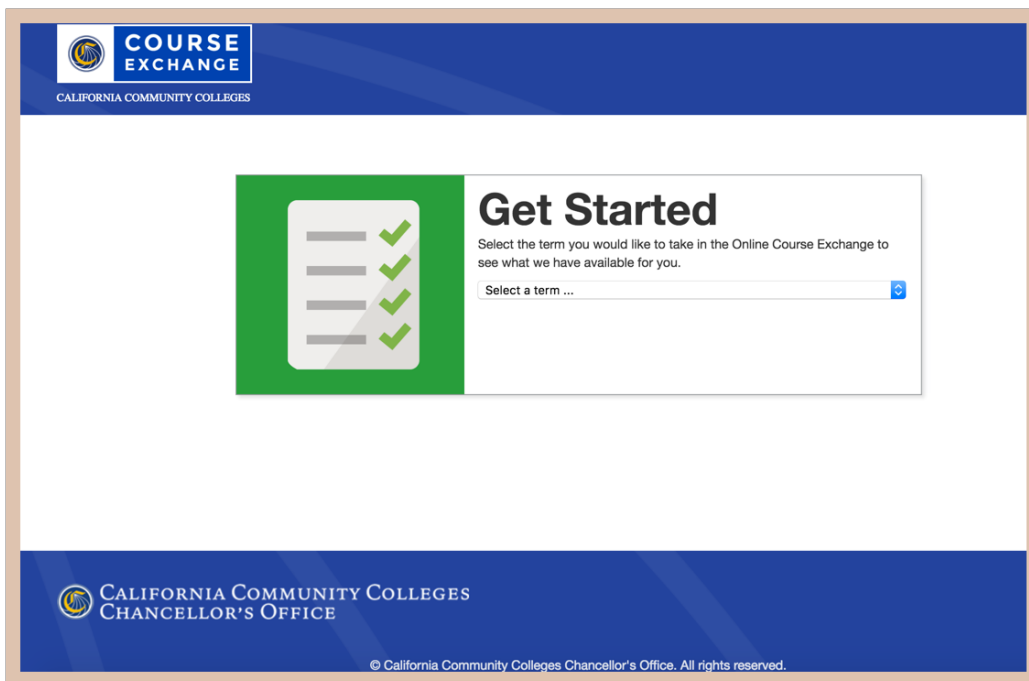 COURSE
EXCHANGE
CALIFORNIA COMMUNITY COLLEGES
Get Started
Select the term you would like to take in the Online Course Exchange to
see what we have available for you.
Select a term ...
CALIFORNIA COMMUNITY COLLEGES
CHANCELLOR'S OFFICE
© California Community Colleges Chancellor's Office. All rights reserved.